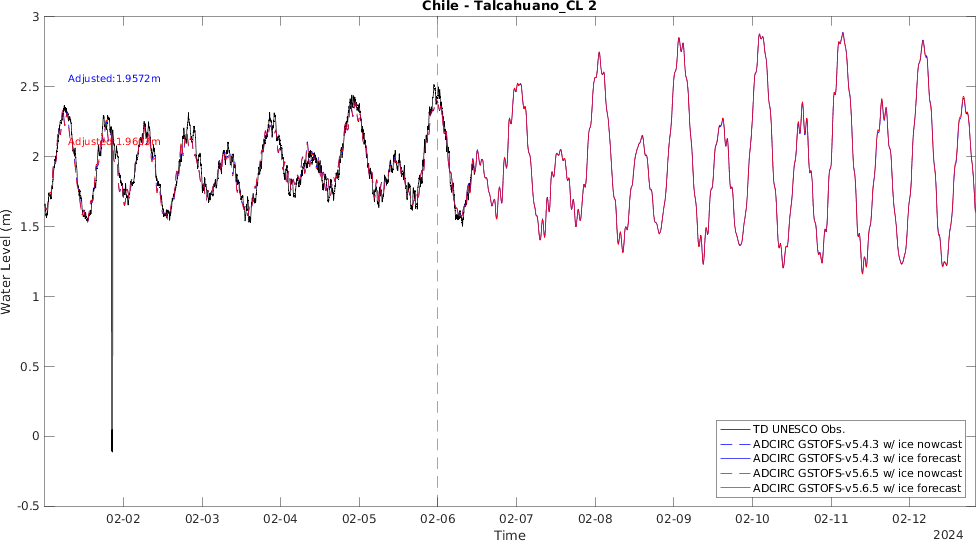 Chile - Talcahuano_CL 2
3
2.5
2
1.5
1
0.5
0
-0.5
Water Level (m)
Adjusted:1.9572m
02-02
02-03
02-04
02-05
02-06
02-07
02-08
02-09
02-10
02-11
02-12
Time
2024
TD UNESCO Obs.
ADCIRC GSTOFS-v5.4.3 w/ ice nowcast
ADCIRC GSTOFS-v5.4.3 w/ ice forecast
ADCIRC GSTOFS-v5.6.5 w/ ice nowcast
ADCIRC GSTOFS-v5.6.5 w/ ice forecast